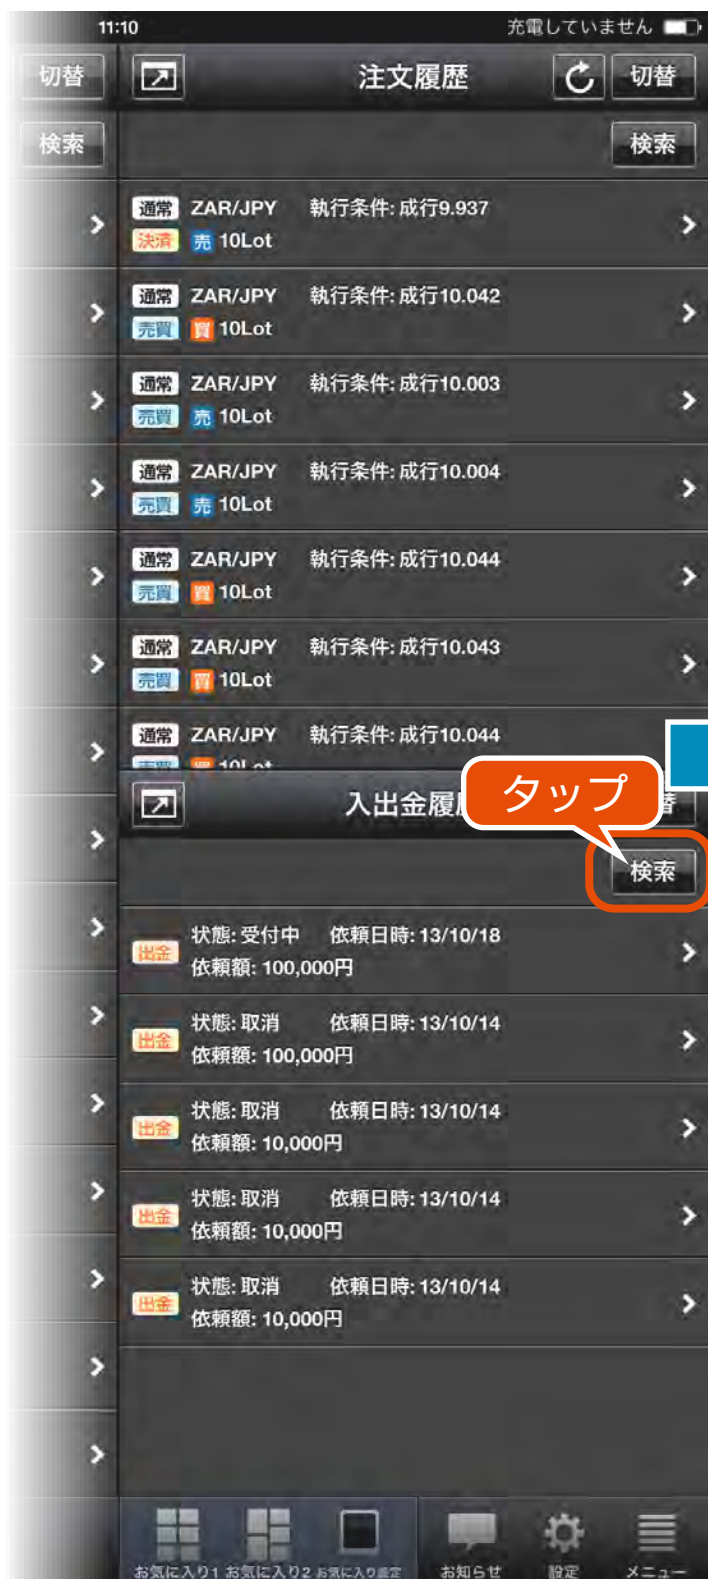 11:10
充電していません
切替
注文履歴
切替
検索
検索
通常 ZAR/JPY 執行条件: 成行9.937
決済 売 10Lot
通常 ZAR/JPY 執行条件: 成行10.042
売買 買 10Lot
通常 ZAR/JPY 執行条件: 成行10.003
売買 売 10Lot
通常 ZAR/JPY 執行条件: 成行10.004
売買 売 10Lot
通常 ZAR/JPY 執行条件: 成行10.044
売買 買 10Lot
通常 ZAR/JPY 執行条件: 成行10.043
売買 買 10Lot
通常 ZAR/JPY 執行条件: 成行10.044
売買 買 10Lot
入出金履歴
タップ
替
検索
出金
状態: 受付中 依頼日時: 13/10/18
依頼額: 100,000円
出金
状態: 取消 依頼日時: 13/10/14
依頼額: 100,000円
出金
状態: 取消 依頼日時: 13/10/14
依頼額: 10,000円
出金
状態: 取消 依頼日時: 13/10/14
依頼額: 10,000円
出金
状態: 取消 依頼日時: 13/10/14
依頼額: 10,000円
お気に入り1 お気に入り2 お気に入り設定 お知らせ 設定 メニュー